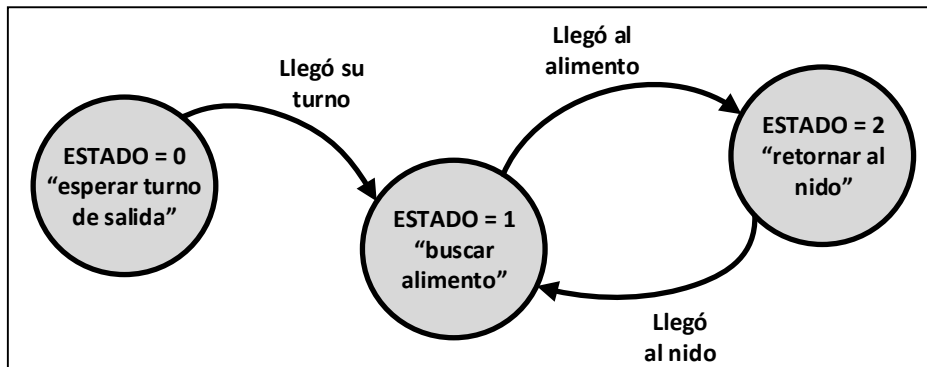 Llegó su
turno
Llegó al
alimento
ESTADO = 0
“esperar turno
de salida”
ESTADO = 1
“buscar
alimento”
ESTADO = 2
“retornar al
nido”
Llegó
al nido